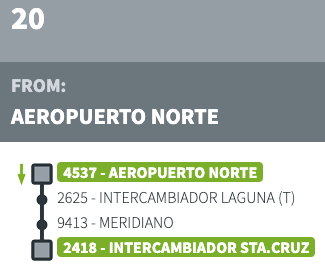 20
FROM:
AEROPUERTO NORTE
4537 - AEROPUERTO NORTE
2625 - INTERCAMBIADOR LAGUNA (T)
9413 - MERIDIANO
2418 - INTERCAMBIADOR STA.CRUZ